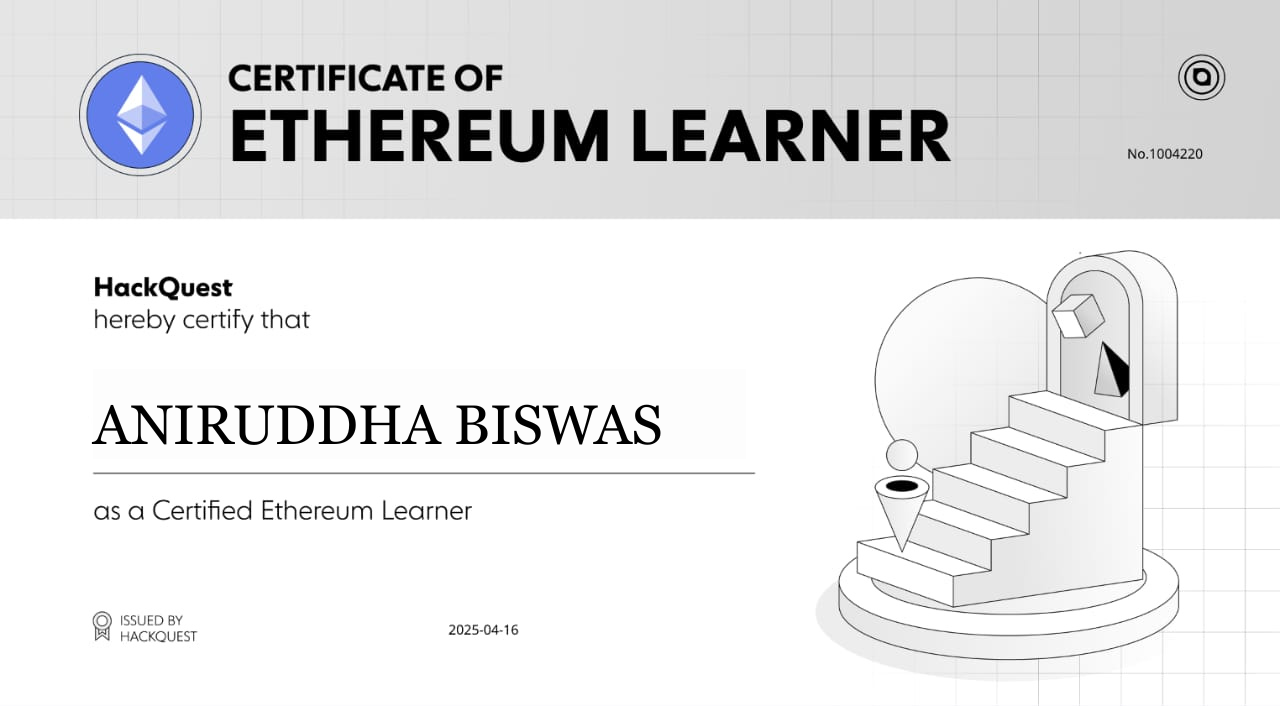 CERTIFICATE OF
ETHEREUM LEARNER
No.1004220
HackQuest
hereby certify that
ANIRUDDHA BISWAS
as a Certified Ethereum Learner
ISSUED BY
HACKQUEST
2025-04-16